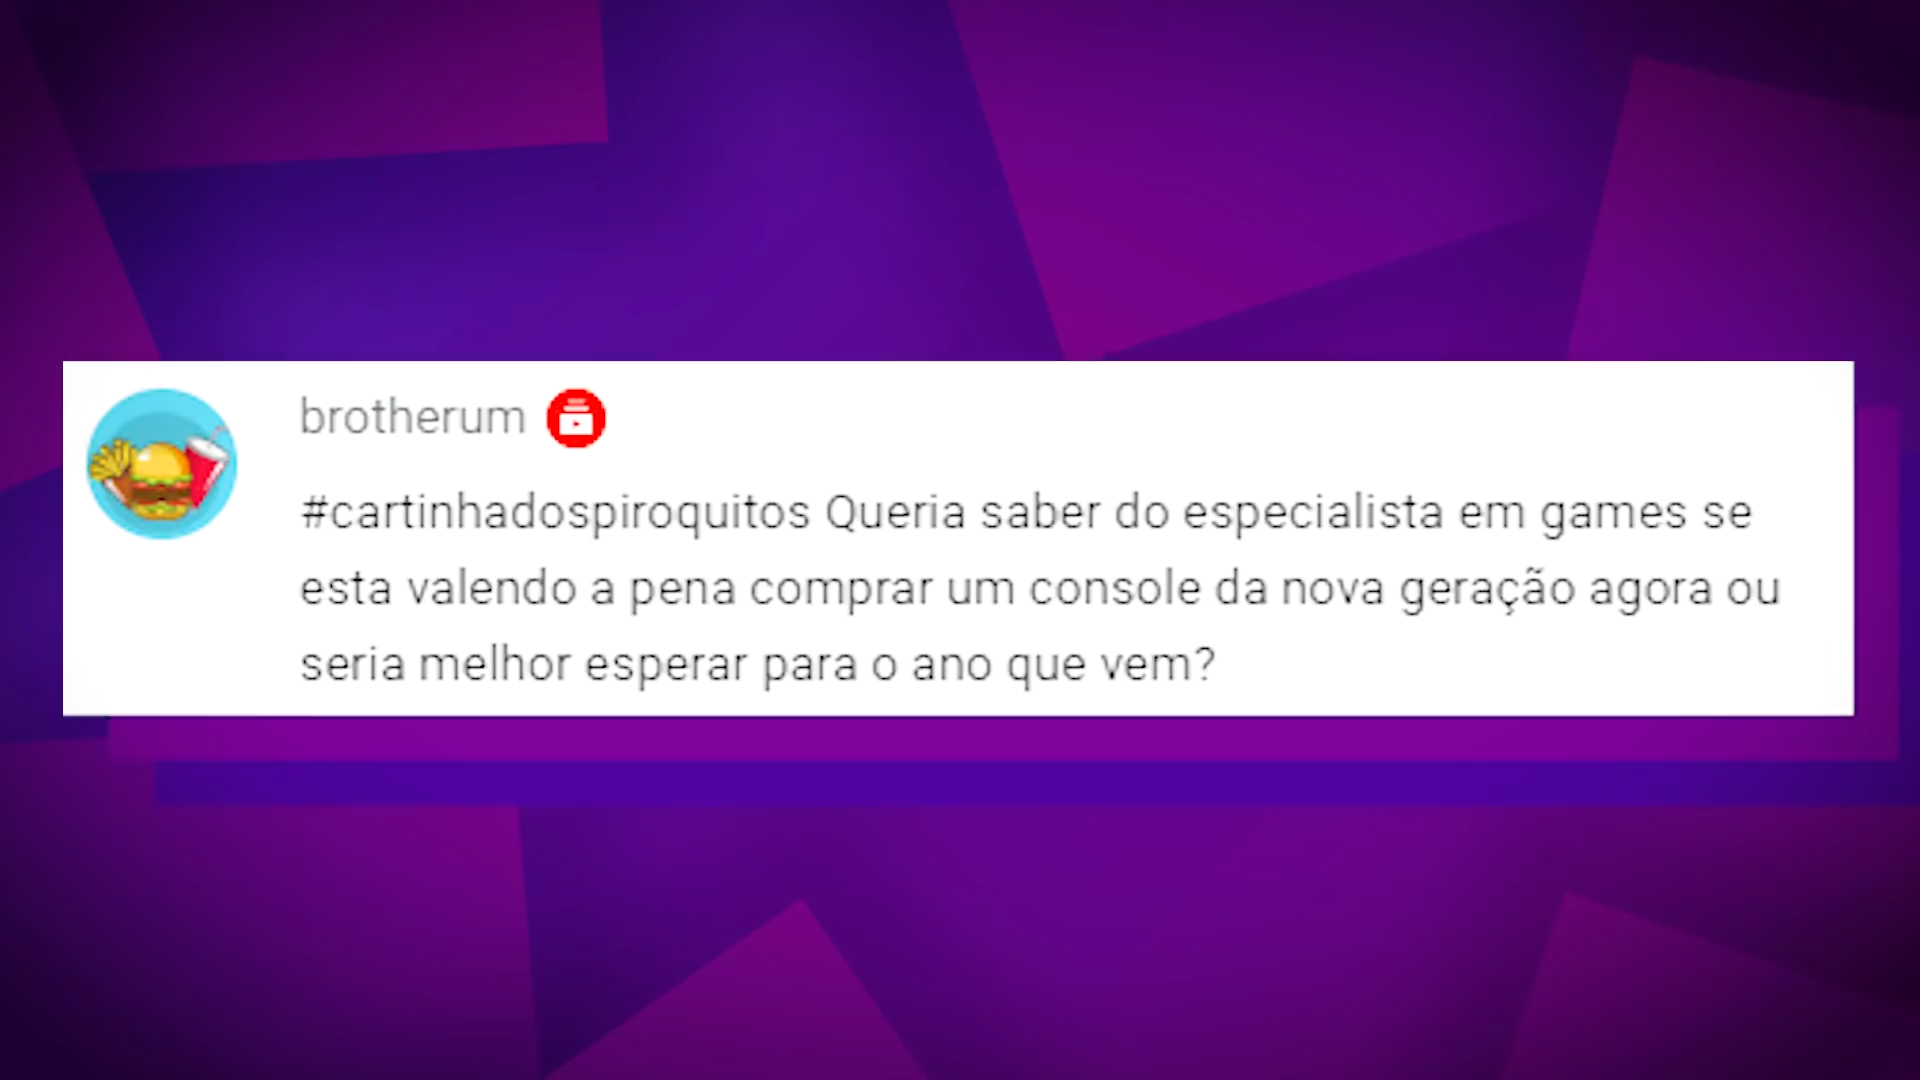 brotherum
#cartinhadospiroquitos Queria saber do especialista em games se
esta valendo a pena comprar um console da nova geração agora ou
seria melhor esperar para o ano que vem?